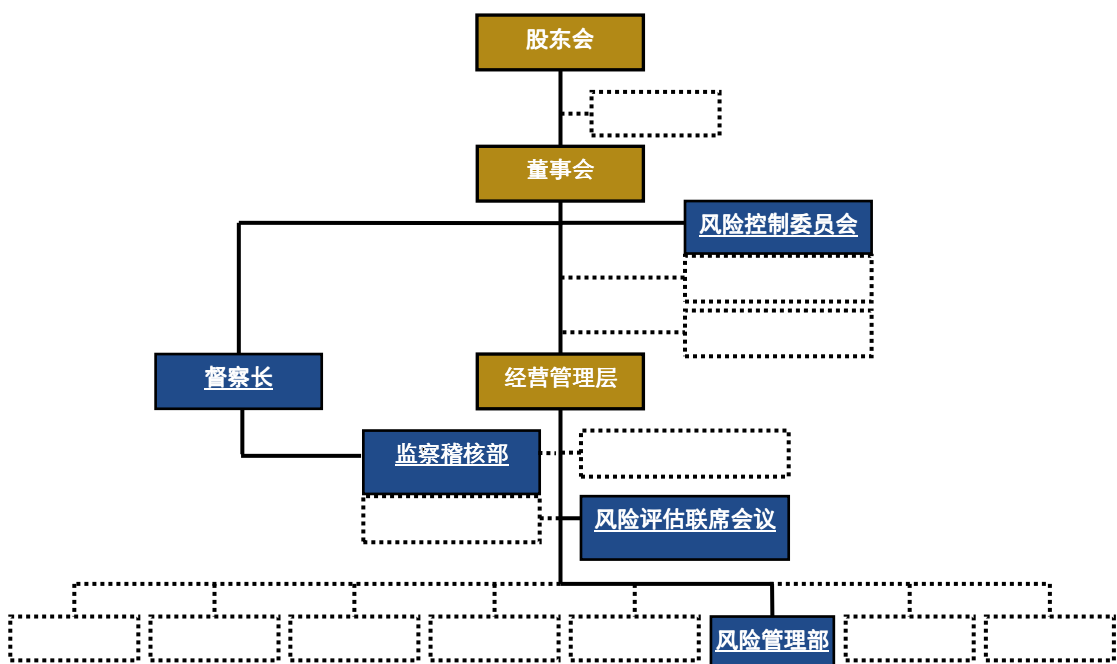 股东会
董事会
风险控制委员会
督察长
经营管理层
监察稽核部
风险评估联席会议
风险管理部